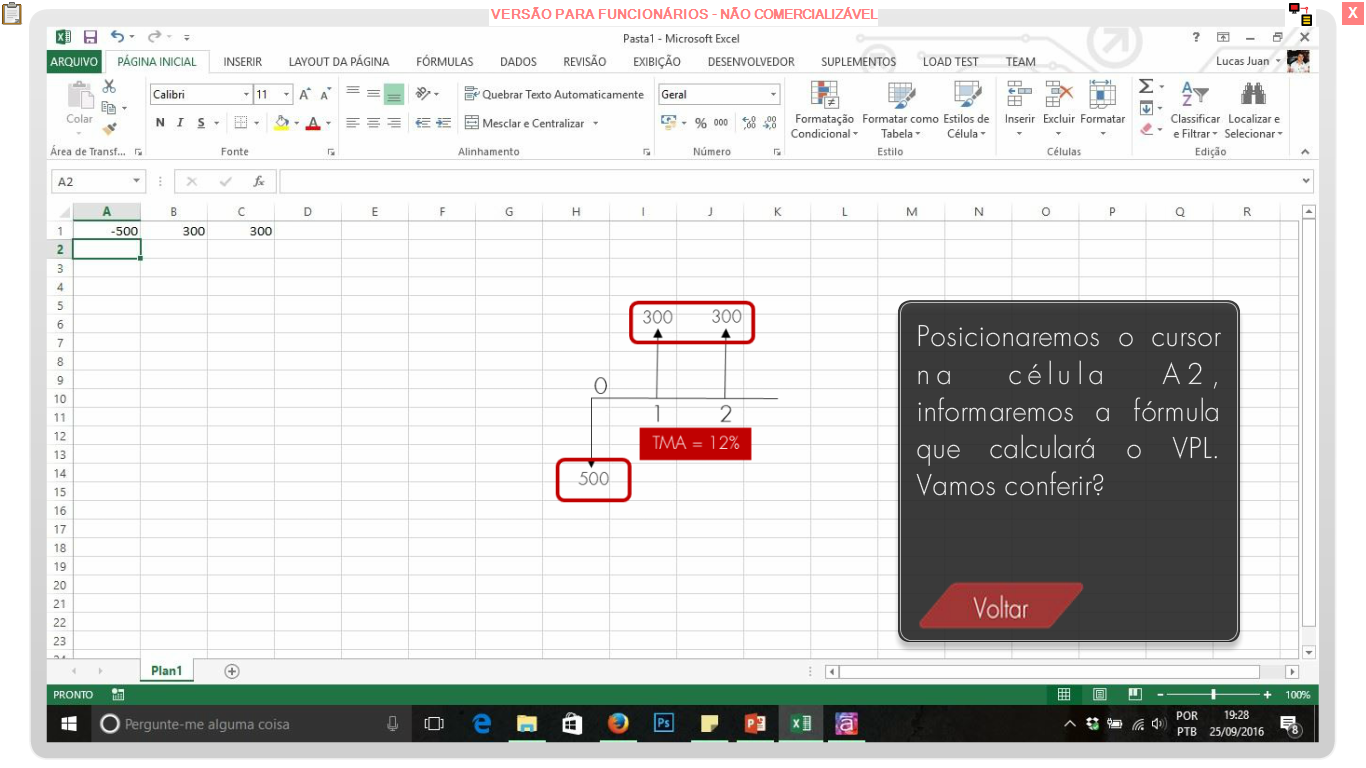 VERSÃO PARA FUNCIONÁRIOS - NÃO COMERCIALIZÁVEL
X
Pasta1 - Microsoft Excel
ARQUIVO PÁGINA INICIAL INSERIR LAYOUT DA PÁGINA FÓRMULAS DADOS REVISÃO EXIBIÇÃO DESENVOLVEDOR SUPLEMENTOS LOAD TEST TEAM Lucas Juan
Colar
Calibri 11
N I S
Quebrar Texto Automaticamente
Mesclar e Centralizar
Geral
% 000
Formatação Condicional
Formatar como Tabela
Estilos de Célula
Inserir Excluir Formatar
Classificar e Filtrar
Localizar e Selecionar
Área de Transf... Fonte Alinhamento Número Estilo Células Edição
A2 fx
A B C D E F G H I J K L M N O P Q R
1 -500 300 300
2
3
4
5
6
7
8
9
10
11
12
13
14
15
16
17
18
19
20
21
22
23
24
300 300
0
1 2
TMA = 12%
500
Posicionaremos o cursor
na célula A2,
informaremos a fórmula
que calculará o VPL.
Vamos conferir?
Voltar
Plan1
PRONTO 100%
Pergunte-me alguma coisa
Ps
POR
PTB
19:28
25/09/2016
8